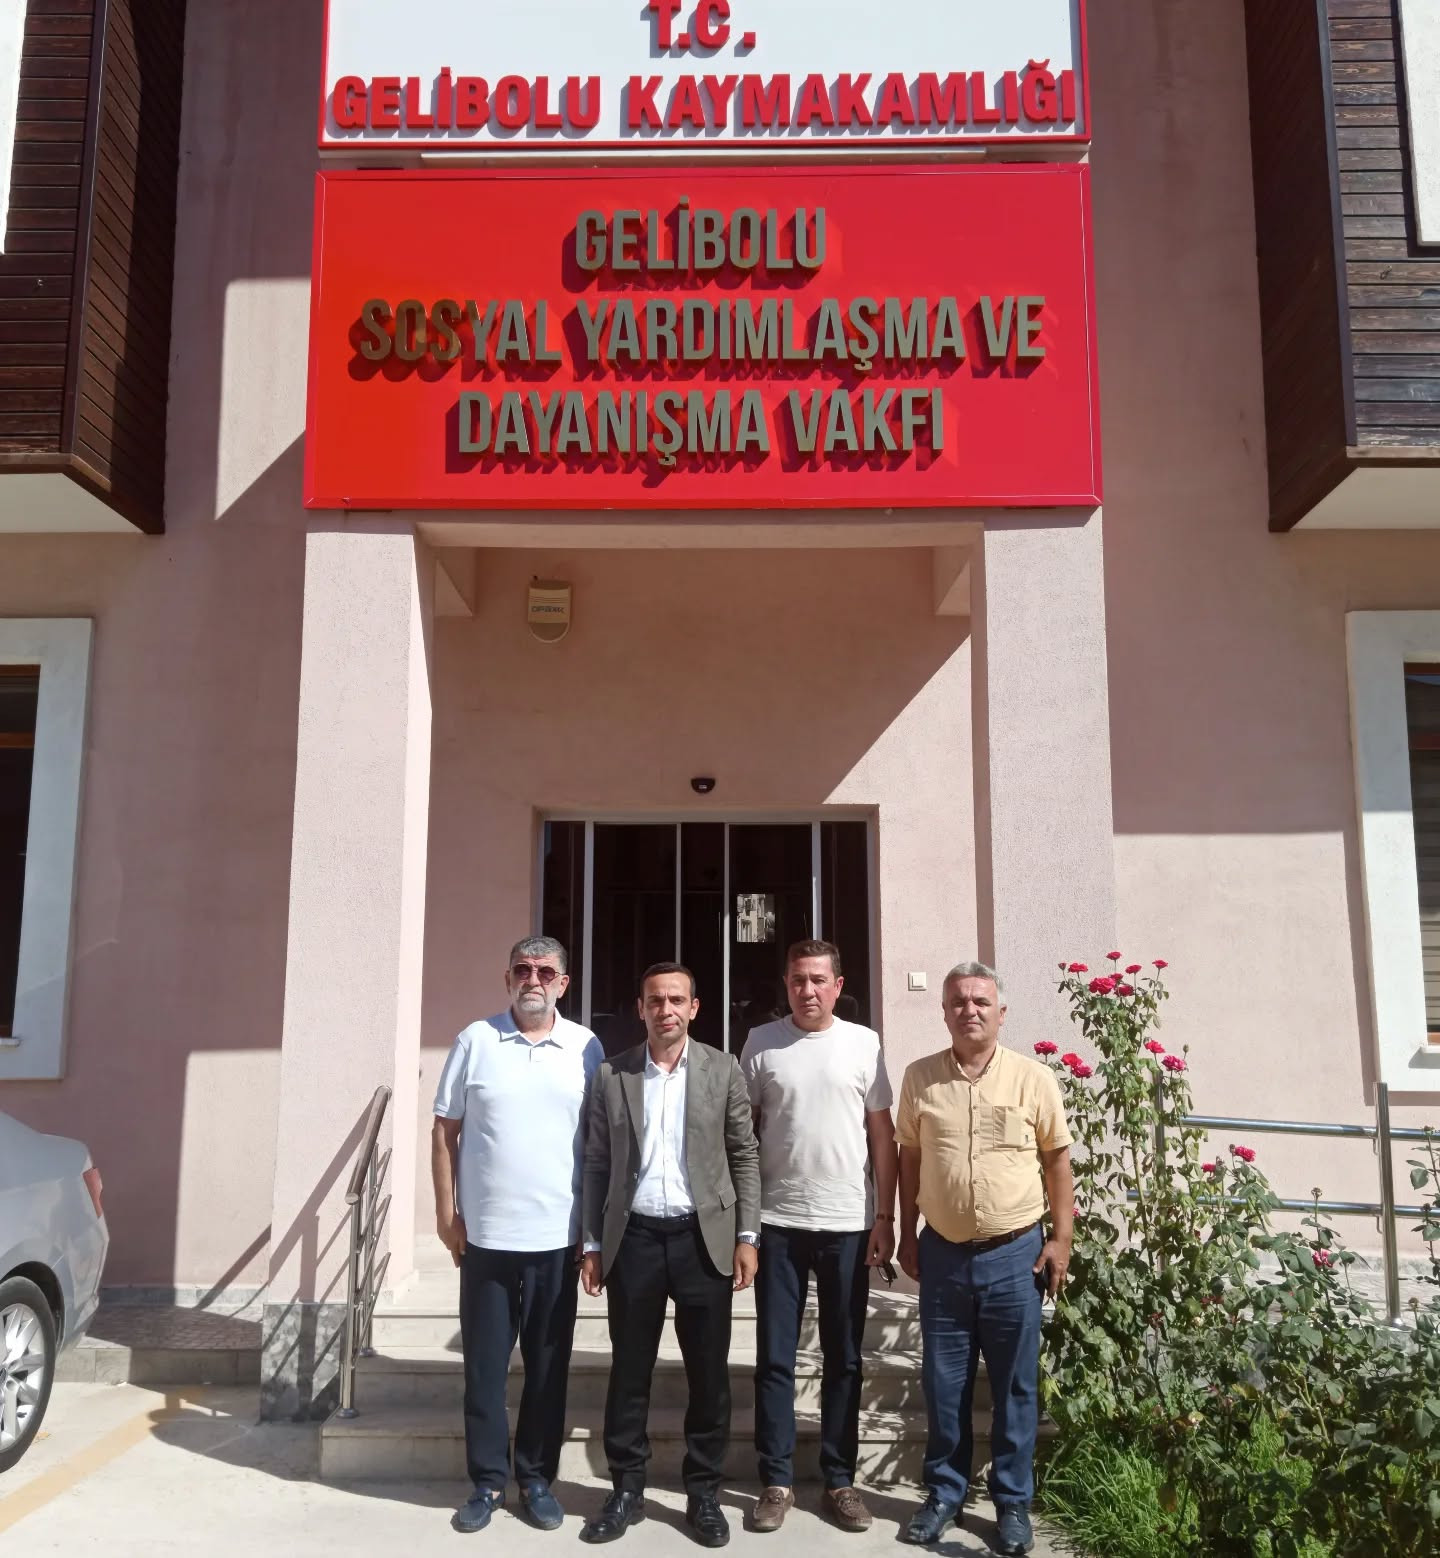 T.C.
GELİBOLU KAYMAKAMLIĞI
GELİBOLU
SOSYAL YARDIMLAŞMA VE
DAYANIŞMA VAKFI